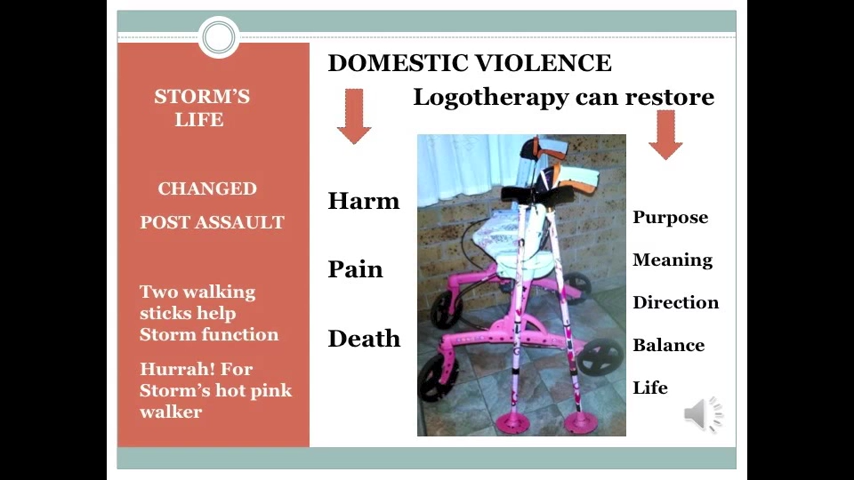 STORM'S
LIFE
CHANGED
POST ASSAULT
Two walking
sticks help
Storm function
Hurrah! For
Storm's hot pink
walker
DOMESTIC VIOLENCE
Logotherapy can restore
Harm
Pain
Death
Purpose
Meaning
Direction
Balance
Life